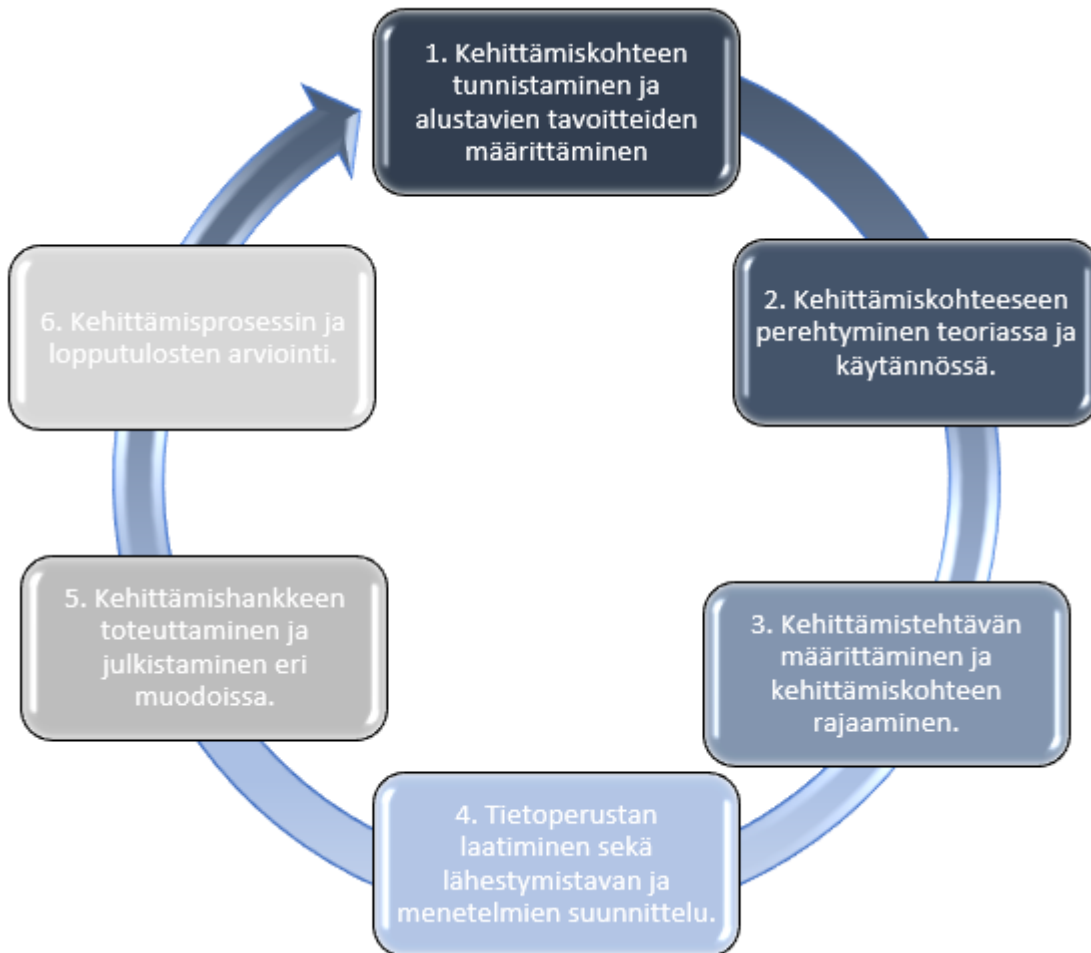 1. Kehittämiskohteen
tunnistaminen ja
alustavien tavoitteiden
määrittäminen
2. Kehittämiskohteeseen
perehtyminen teoriassa ja
käytännössä.
3. Kehittämistehtävän
määrittäminen ja
kehittämiskohteen
rajaaminen.
4. Tietoperustan
laatiminen sekä
lähestymistavan ja
menetelmien suunnittelu.
5. Kehittämishankkeen
toteuttaminen ja
julkistaminen eri
muodoissa.
6. Kehittämisprosessin ja
lopputulosten arviointi.